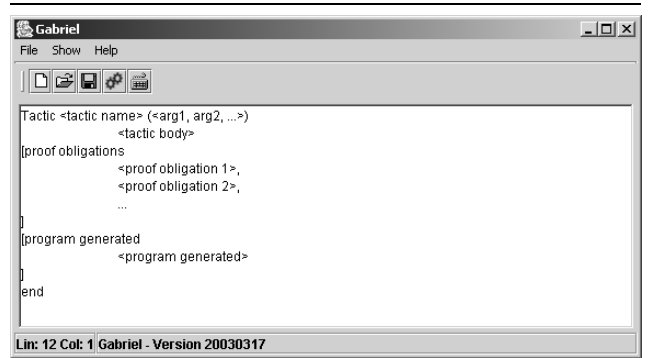 Gabriel
File Show Help
Tactic <tactic name> (<arg1, arg2, ...>)
<tactic body>
[proof obligations
<proof obligation 1>,
<proof obligation 2>,
...
]
[program generated
<program generated>
]
end
Lin: 12 Col: 1 Gabriel - Version 20030317